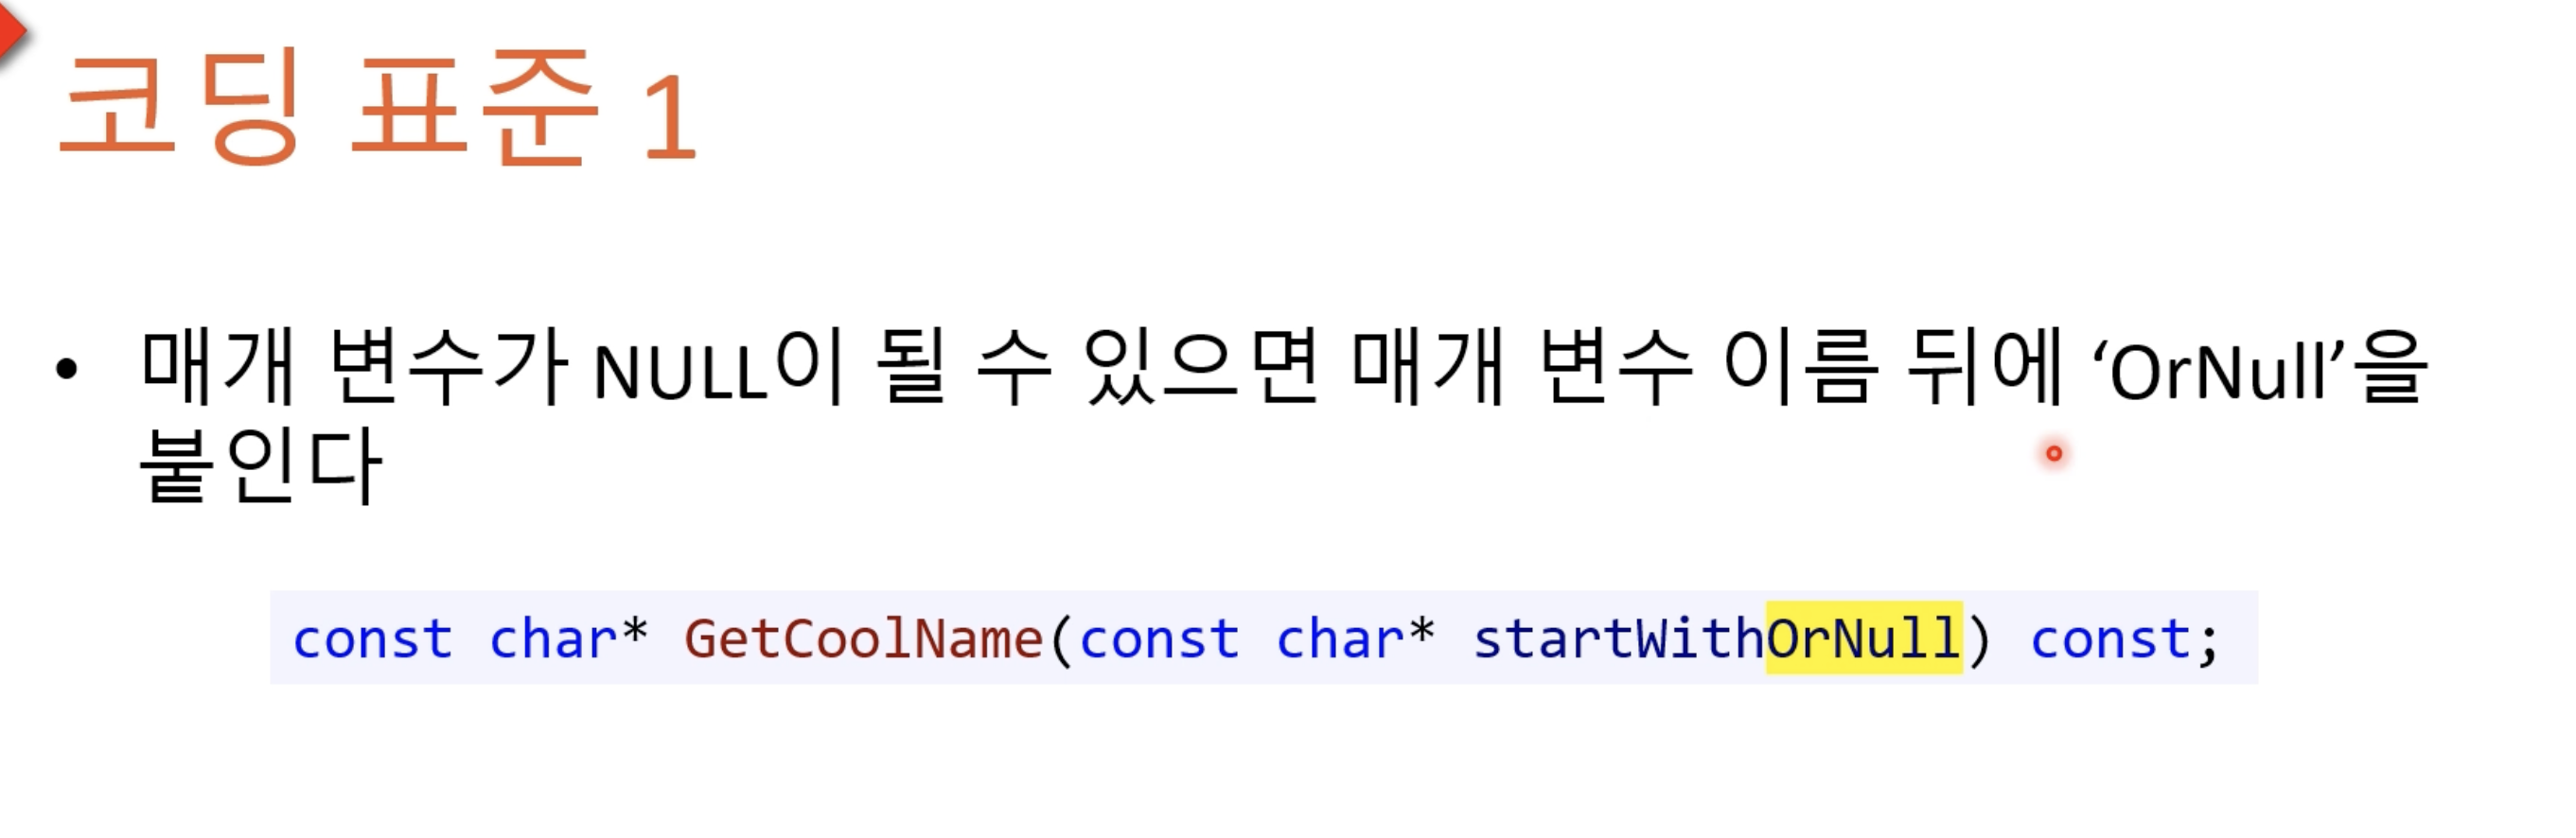 코딩 표준 1
• 매개 변수가 NULL이 될 수 있으면 매개 변수 이름 뒤에 ‘OrNull’을
붙인다
const char* GetCoolName(const char* startWithOrNull) const;